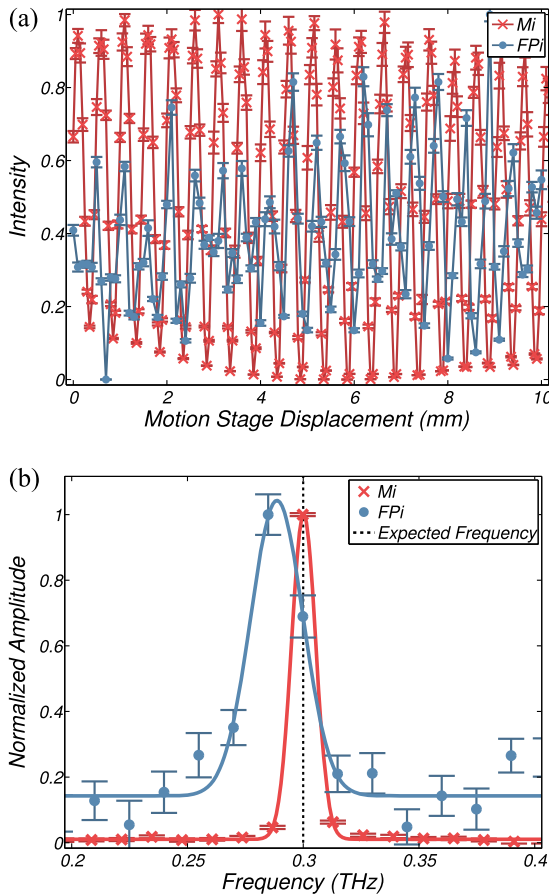 (a)
Mi
FPi
1
0.8
0.6
0.4
0.2
0
Intensity
0 2 4 6 8 10
Motion Stage Displacement (mm)
(b)
Mi
FPi
Expected Frequency
1
0.8
0.6
0.4
0.2
0
Normalized Amplitude
0.2 0.25 0.3 0.35 0.4
Frequency (THz)